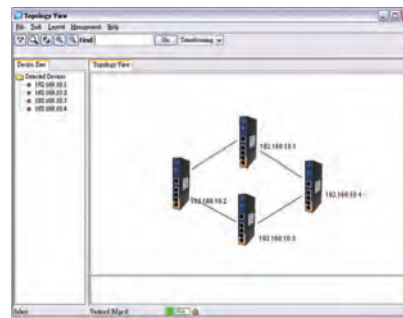 Topology View
File Tools Layout Management Help
Find Go Transforming
Device Tree
Topology View
Detected Devices
192.168.10.1
192.168.10.2
192.168.10.3
192.168.10.4
192.168.10.1
192.168.10.4
192.168.10.2
192.168.10.3
Select